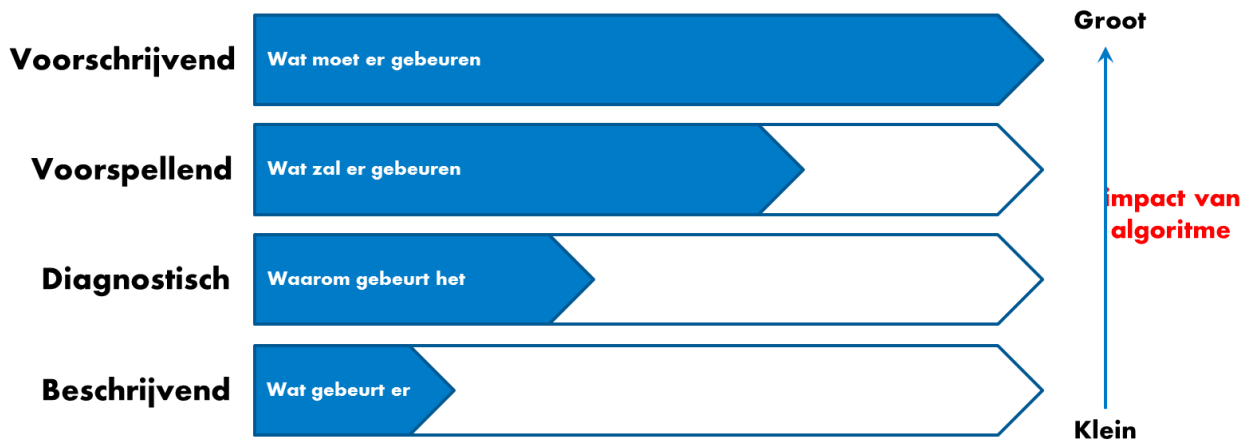 Groot
Voorschrijvend
Wat moet er gebeuren
Voorspellend
Wat zal er gebeuren
impact van
algoritme
Diagnostisch
Waarom gebeurt het
Beschrijvend
Wat gebeurt er
Klein